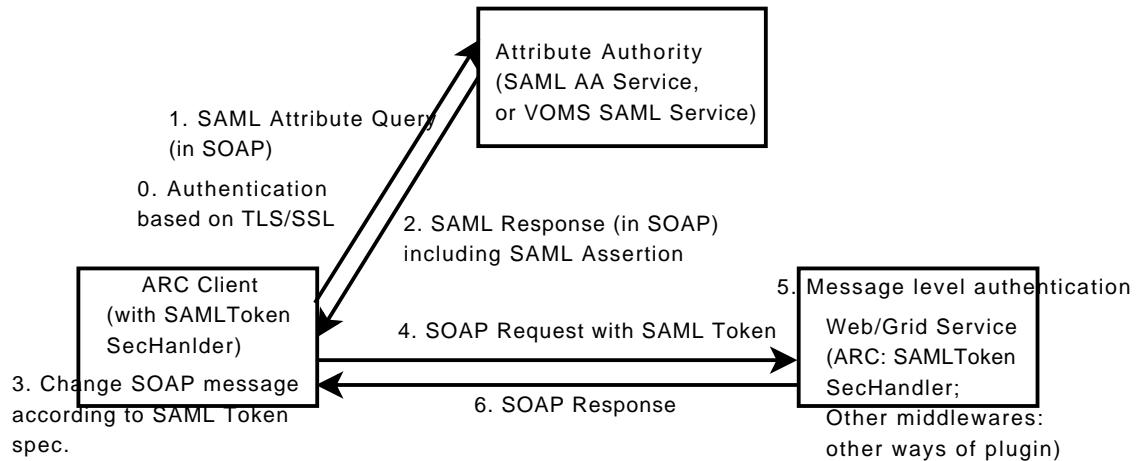 Attribute Authority
(SAML AA Service,
or VOMS SAML Service)
1. SAML Attribute Query
(in SOAP)
0. Authentication
based on TLS/SSL
2. SAML Response (in SOAP)
including SAML Assertion
ARC Client
(with SAMLToken
SecHanlder)
3. Change SOAP message
according to SAML Token
spec.
4. SOAP Request with SAML Token
6. SOAP Response
5. Message level authentication
Web/Grid Service
(ARC: SAMLToken
SecHandler;
Other middlewares:
other ways of plugin)